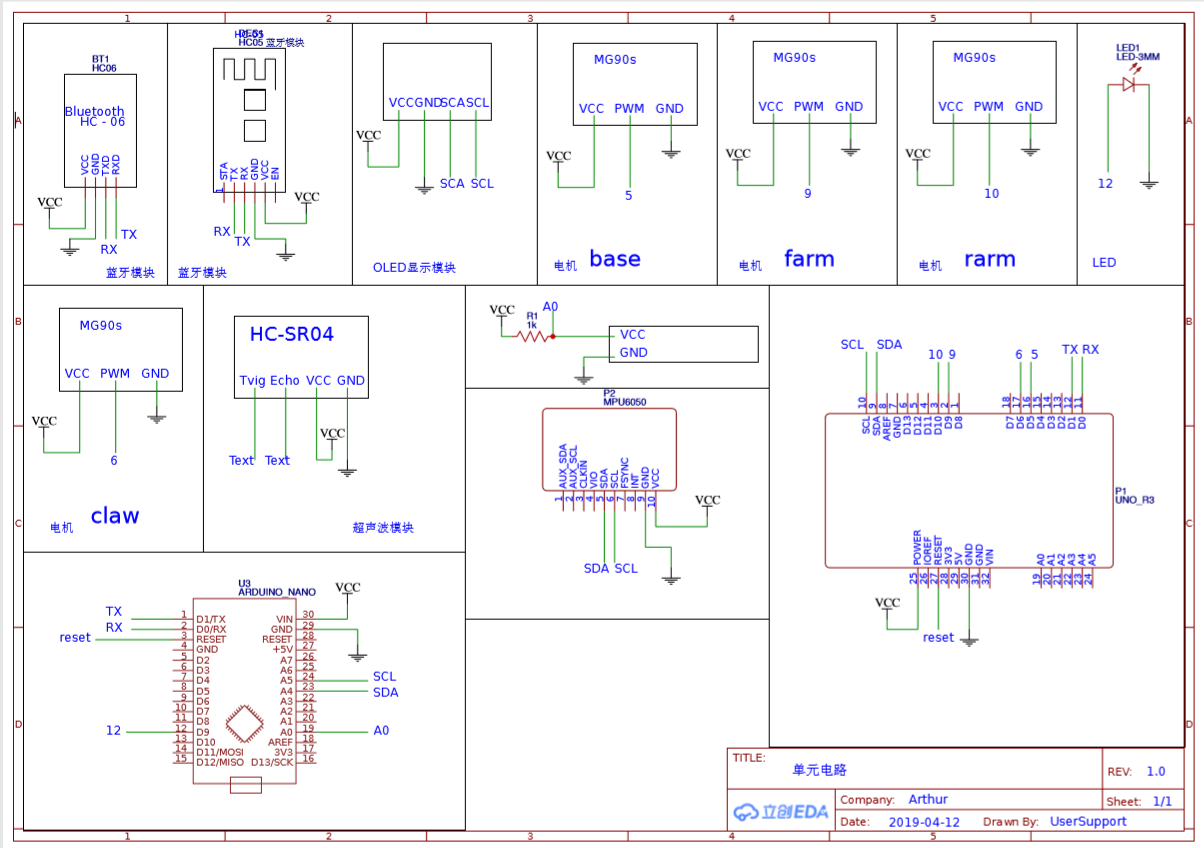 1 2 3 4 5
A
B
C
D
BT1
HC06
Bluetooth
HC - 06
VCC
GND
TXD
RXD
VCC
TX
RX
蓝牙模块
HC05 蓝牙模块
STA
TX
RX
GND
VCC
EN
1
VCC
RX
TX
蓝牙模块
VCCGNDSCASCL
VCC
SCA SCL
OLED显示模块
MG90s
VCC PWM GND
VCC
5
电机 base
MG90s
VCC PWM GND
VCC
9
电机 farm
MG90s
VCC PWM GND
VCC
10
电机 rarm
LED1
LED-3MM
12
LED
MG90s
VCC PWM GND
VCC
6
电机 claw
HC-SR04
Tvig Echo VCC GND
VCC
Text Text
超声波模块
VCC
R1
1k
A0
VCC
GND
P2
MPU6050
AUX_SDA
AUX_SCL
CLKIN
VIO
SDA
SCL
FSYNC
INT
GND
VCC
1 2 3 4 5 6 7 8 9 10
VCC
SDA SCL
SCL SDA
10 9
6 5
TX RX
10 9 8 7 6 5 4 3 2 1
18 17 16 15 14 13 12 11
SCL
SDA
AREF
GND
D13
D12
D11
D10
D9
D8
D7
D6
D5
D4
D3
D2
D1
D0
P1
UNO_R3
POWER
IOREF
RESET
3V3
5V
GND
GND
VIN
A0
A1
A2
A3
A4
A5
25 26 27 28 29 30 31 32
19 20 21 22 23 24
VCC
reset
U3
ARDUINO_NANO
VCC
TX 1 D1/TX VIN 30
RX 2 D0/RX GND 29
reset 3 RESET RESET 28
4 GND +5V 27
5 D2 A7 26
6 D3 A6 25
7 D4 A5 24 SCL
8 D5 A4 23 SDA
9 D6 A3 22
10 D7 A2 21
11 D8 A1 20
12 12 D9 A0 19 A0
13 D10 AREF 18
14 D11/MOSI 3V3 17
15 D12/MISO D13/SCK 16
TITLE:
单元电路
REV: 1.0
立创EDA
Company: Arthur
Sheet: 1/1
Date: 2019-04-12 Drawn By: UserSupport
1 2 3 4 5
A
B
C
D